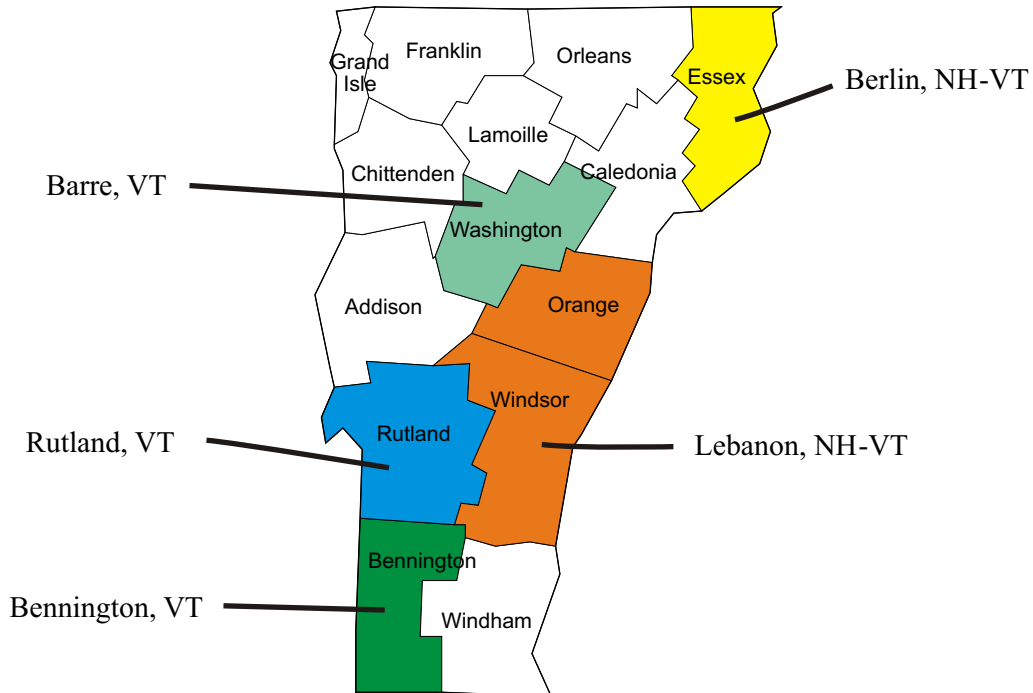 Franklin
Orleans
Grand
Isle
Essex
Berlin, NH-VT
Lamoille
Chittenden
Caledonia
Barre, VT
Washington
Addison
Orange
Windsor
Rutland
Rutland, VT
Lebanon, NH-VT
Bennington
Bennington, VT
Windham